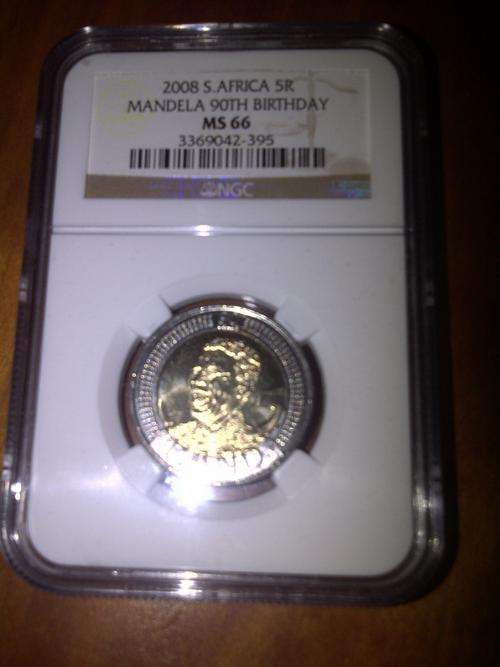 2008 S.AFRICA 5R
MANDELA 90TH BIRTHDAY
MS 66
3369042-395
NGC